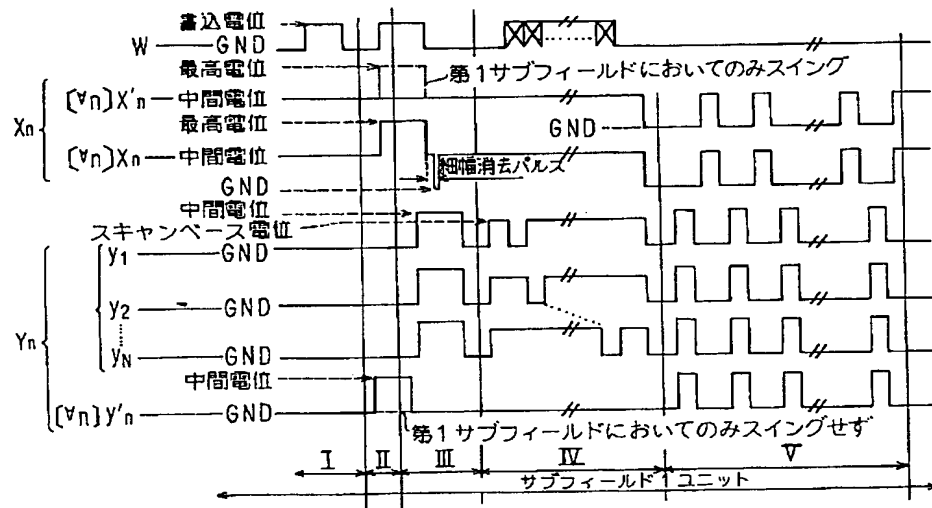 書込電位
W GND
最高電位
第1サブフィールドにおいてのみスイング
[∀n]X'n 中間電位
Xn
最高電位
GND
[∀n]Xn 中間電位
細幅消去パルス
GND
中間電位
スキャンベース電位
y1 GND
y2 GND
Yn
yN GND
中間電位
[∀n]y'n GND
第1サブフィールドにおいてのみスイングせず
I II III IV V
サブフィールド1ユニット